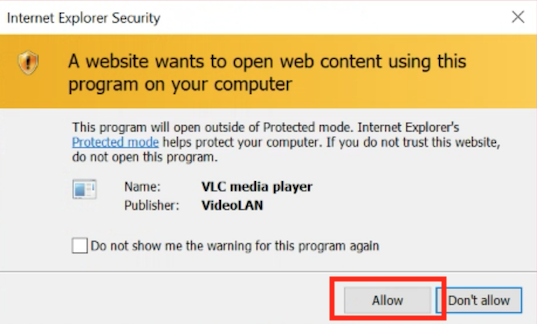 Internet Explorer Security
A website wants to open web content using this
program on your computer
This program will open outside of Protected mode. Internet Explorer's
Protected mode helps protect your computer. If you do not trust this website,
do not open this program.
Name: VLC media player
Publisher: VideoLAN
Do not show me the warning for this program again
Allow Don't allow